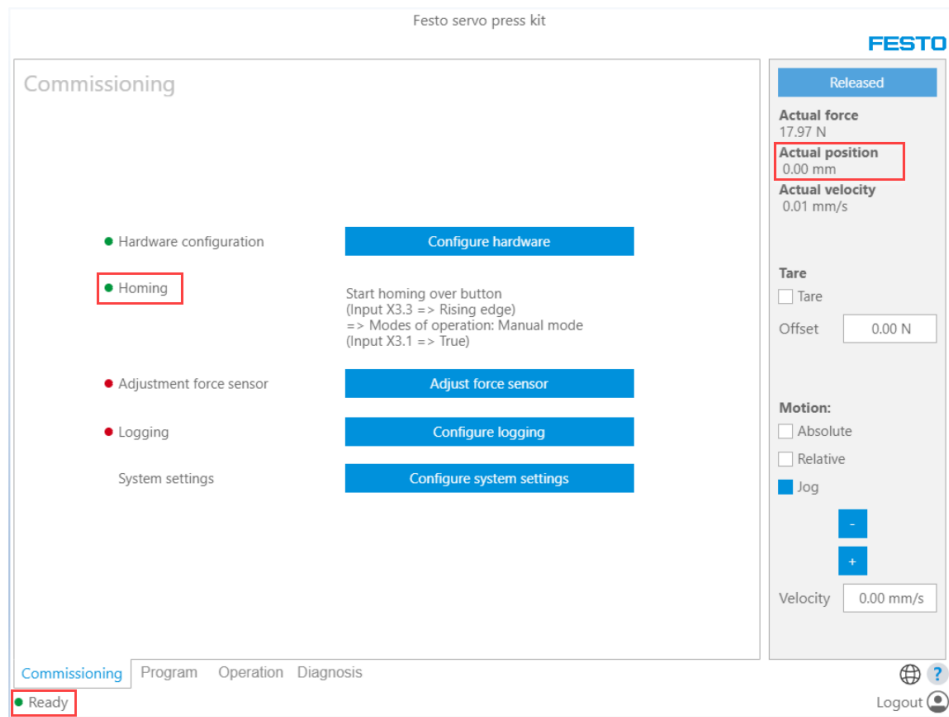 Festo servo press kit
FESTO
Commissioning
Hardware configuration
Configure hardware
Homing
Start homing over button
(Input X3.3 => Rising edge)
=> Modes of operation: Manual mode
(Input X3.1 => True)
Adjustment force sensor
Adjust force sensor
Logging
Configure logging
System settings
Configure system settings
Released
Actual force
17.97 N
Actual position
0.00 mm
Actual velocity
0.01 mm/s
Tare
Tare
Offset 0.00 N
Motion:
Absolute
Relative
Jog
-
+
Velocity 0.00 mm/s
Commissioning Program Operation Diagnosis
?
Ready
Logout